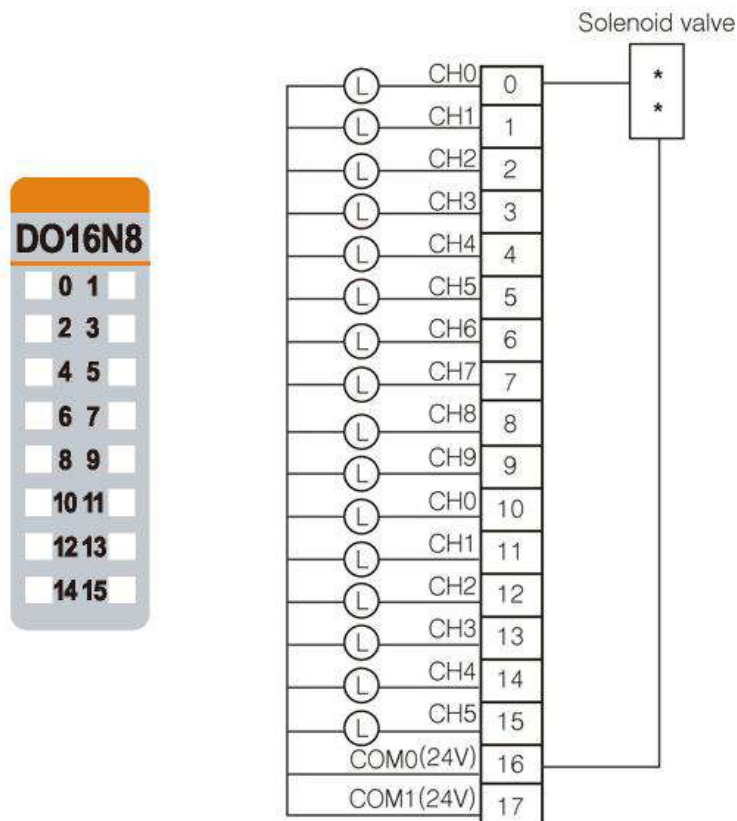 Solenoid valve
*
*
DO16N8
0 1
2 3
4 5
6 7
8 9
10 11
12 13
14 15
L CH0 0
L CH1 1
L CH2 2
L CH3 3
L CH4 4
L CH5 5
L CH6 6
L CH7 7
L CH8 8
L CH9 9
L CH0 10
L CH1 11
L CH2 12
L CH3 13
L CH4 14
L CH5 15
COM0(24V) 16
COM1(24V) 17